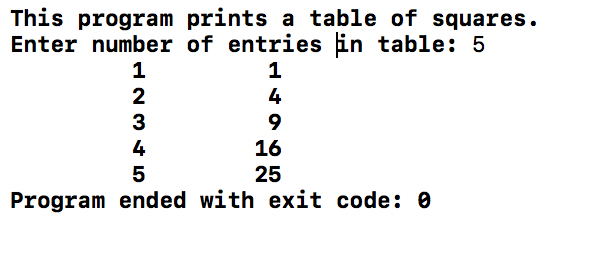 This program prints a table of squares.
Enter number of entries in table: 5
         1         1
         2         4
         3         9
         4        16
         5        25
Program ended with exit code: 0